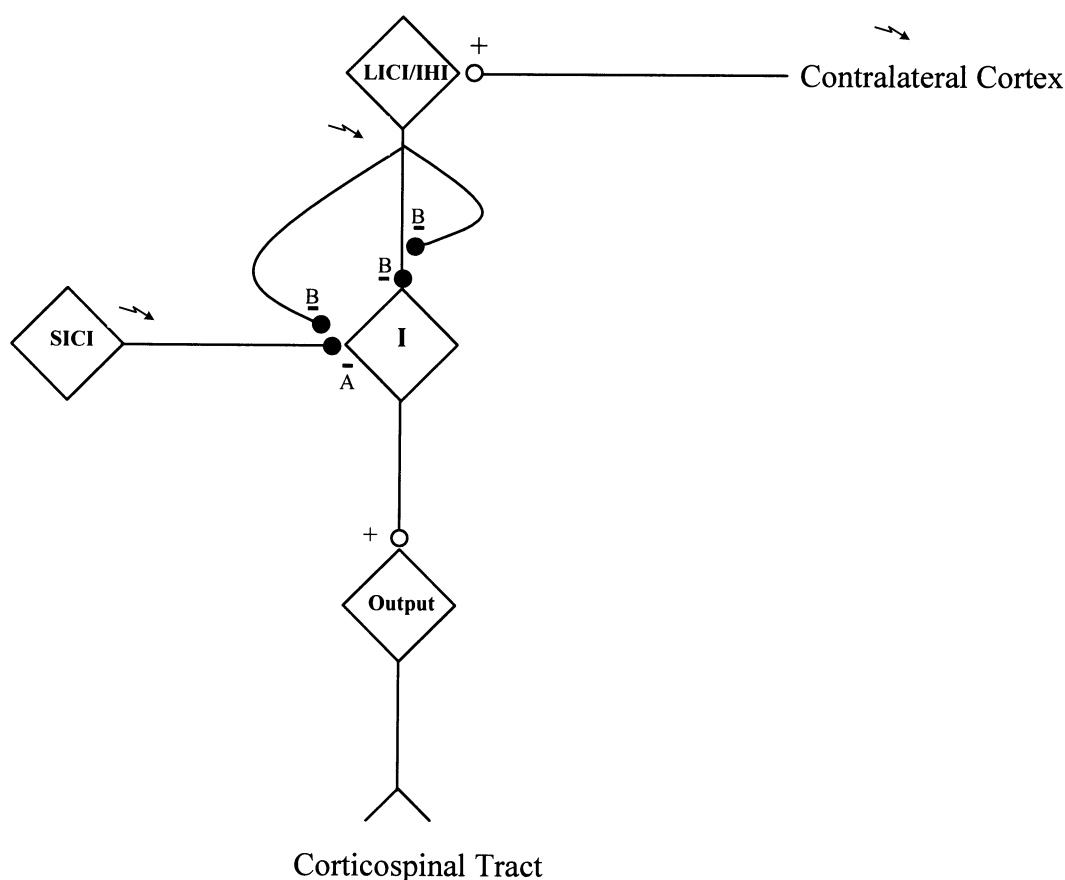 +
LICI/IHI
Contralateral Cortex
B
B
B
SICI
I
A
+
Output
Corticospinal Tract